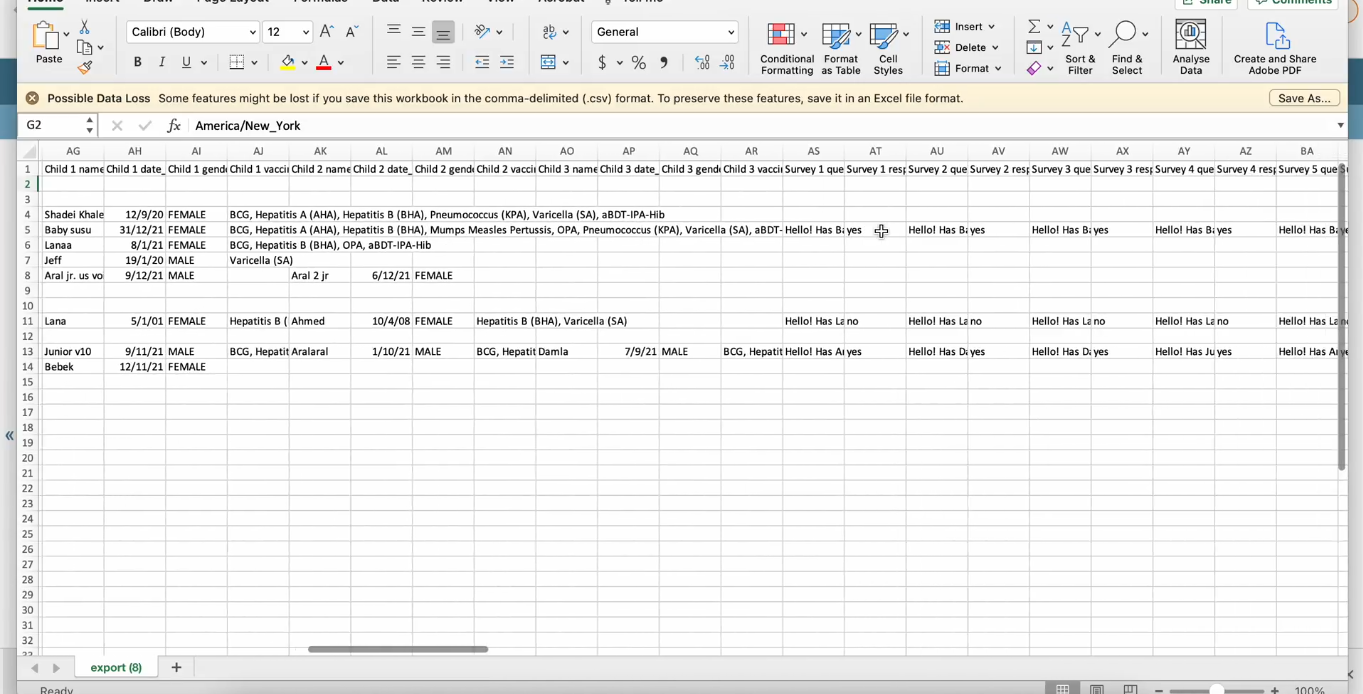 Home Insert Draw Page Layout Formulas Data Review View Acrobat Tell me Share Comments
Paste Calibri (Body) 12 A A General Insert Delete Format
B I U A $ % Conditional Formatting Format as Table Cell Styles Sort & Filter Find & Select Analyse Data Create and Share Adobe PDF
Possible Data Loss Some features might be lost if you save this workbook in the comma-delimited (.csv) format. To preserve these features, save it in an Excel file format. Save As...
G2 fx America/New_York
AG AH AI AJ AK AL AM AN AO AP AQ AR AS AT AU AV AW AX AY AZ BA
1 Child 1 name Child 1 date_ Child 1 gend Child 1 vacci Child 2 name Child 2 date_ Child 2 gend Child 2 vacci Child 3 name Child 3 date_ Child 3 gend Child 3 vacci Survey 1 que Survey 1 resp Survey 2 que Survey 2 resp Survey 3 que Survey 3 resp Survey 4 que Survey 4 resp Survey 5 que
2
3
4 Shadei Khale 12/9/20 FEMALE BCG, Hepatitis A (AHA), Hepatitis B (BHA), Pneumococcus (KPA), Varicella (SA), aBDT-IPA-Hib
5 Baby susu 31/12/21 FEMALE BCG, Hepatitis A (AHA), Hepatitis B (BHA), Mumps Measles Pertussis, OPA, Pneumococcus (KPA), Varicella (SA), aBDT- Hello! Has Ba yes Hello! Has Ba yes Hello! Has Ba yes Hello! Has Ba yes Hello! Has Ba
6 Lanaa 8/1/21 FEMALE BCG, Hepatitis B (BHA), OPA, aBDT-IPA-Hib
7 Jeff 19/1/20 MALE Varicella (SA)
8 Aral jr. us vo 9/12/21 MALE Aral 2 jr 6/12/21 FEMALE
9
10
11 Lana 5/1/01 FEMALE Hepatitis B ( Ahmed 10/4/08 FEMALE Hepatitis B (BHA), Varicella (SA) Hello! Has La no Hello! Has La no Hello! Has La no Hello! Has La no Hello! Has La
12
13 Junior v10 9/11/21 MALE BCG, Hepatit Aralaral 1/10/21 MALE BCG, Hepatit Damla 7/9/21 MALE BCG, Hepatit Hello! Has Ar yes Hello! Has Da yes Hello! Has Da yes Hello! Has Ju yes Hello! Has Ar
14 Bebek 12/11/21 FEMALE
15
16
17
18
19
20
21
22
23
24
25
26
27
28
29
30
31
32
export (8) +
Ready 100%